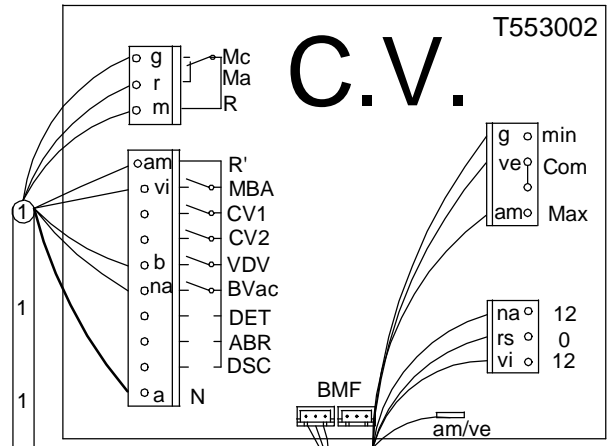 T553002
C.V.
g Mc
r Ma
m R
am R'
vi MBA
CV1
CV2
b VDV
na BVac
DET
ABR
DSC
a N
1
1
1
g min
ve Com
am Max
na 12
rs 0
vi 12
BMF
am/ve